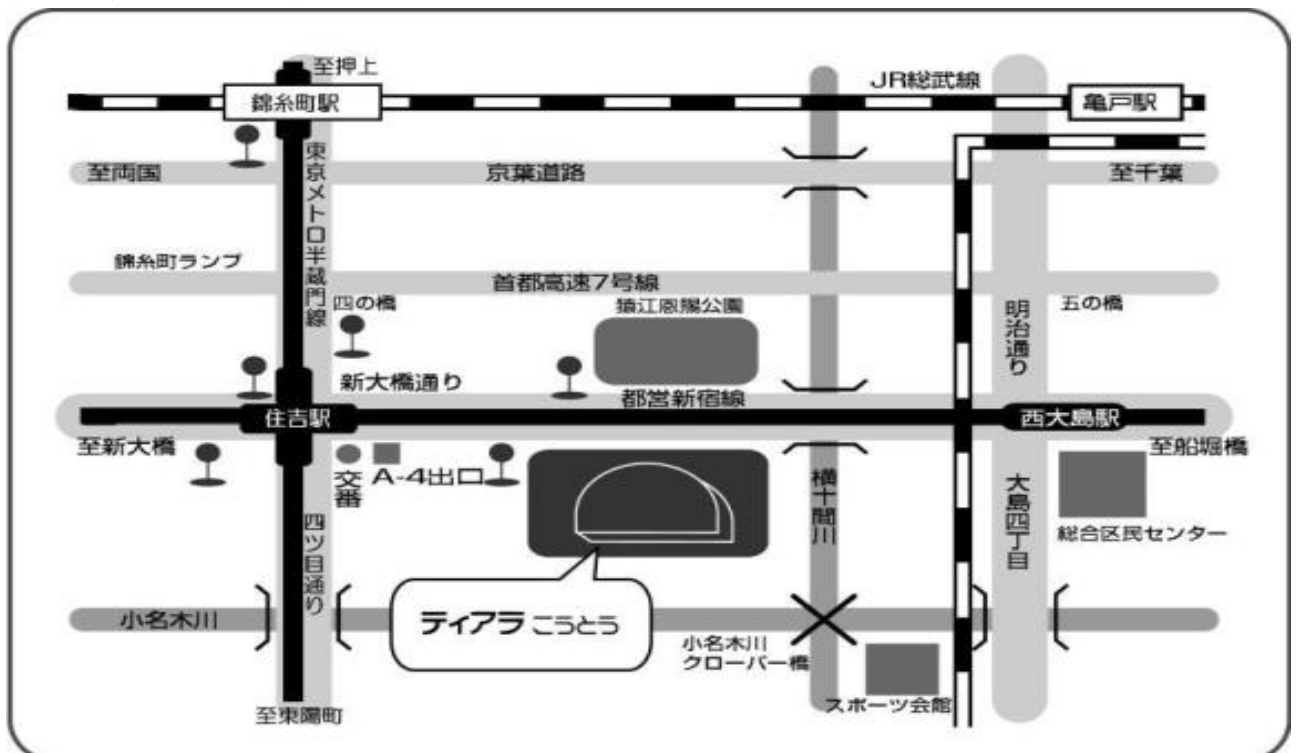 至押上
JR総武線
錦糸町駅
亀戸駅
東京メトロ半蔵門線
至両国
京葉道路
至千葉
錦糸町ランプ
首都高速7号線
四の橋
猿江恩賜公園
明治通り
五の橋
新大橋通り
都営新宿線
住吉駅
西大島駅
至新大橋
至船堀橋
交番
A-4出口
横十間川
大島四丁目
総合区民センター
四ツ目通り
小名木川
ティアラこうとう
小名木川
クローバー橋
スポーツ会館
至東陽町